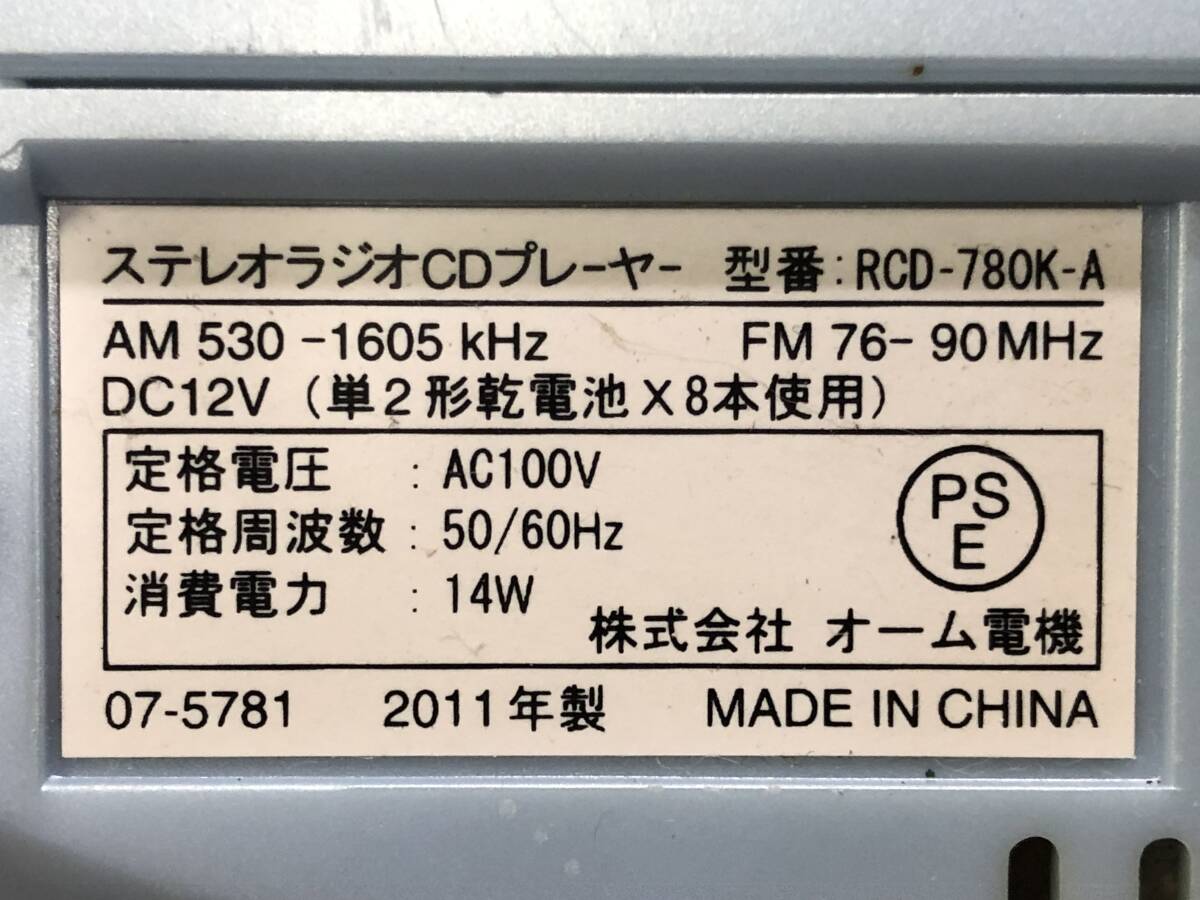 ステレオラジオCDプレーヤー 型番:RCD-780K-A
AM 530 -1605 kHz FM 76- 90 MHz
DC12V (単2形乾電池X8本使用)
定格電圧 : AC100V
定格周波数 : 50/60Hz
消費電力 : 14W
PS
E
株式会社 オーム電機
07-5781 2011年製 MADE IN CHINA